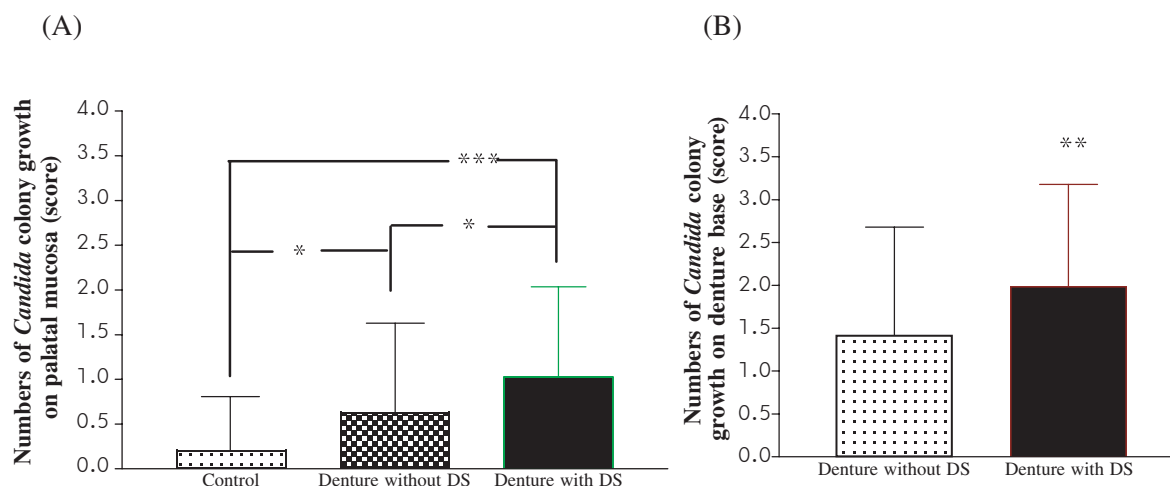 (A)
Numbers of Candida colony growth
on palatal mucosa (score)
4.0
3.5
3.0
2.5
2.0
1.5
1.0
0.5
0.0
***
*
*
Control
Denture without DS
Denture with DS
(B)
Numbers of Candida colony
growth on denture base (score)
4.0
3.5
3.0
2.5
2.0
1.5
1.0
0.5
0.0
**
Denture without DS
Denture with DS